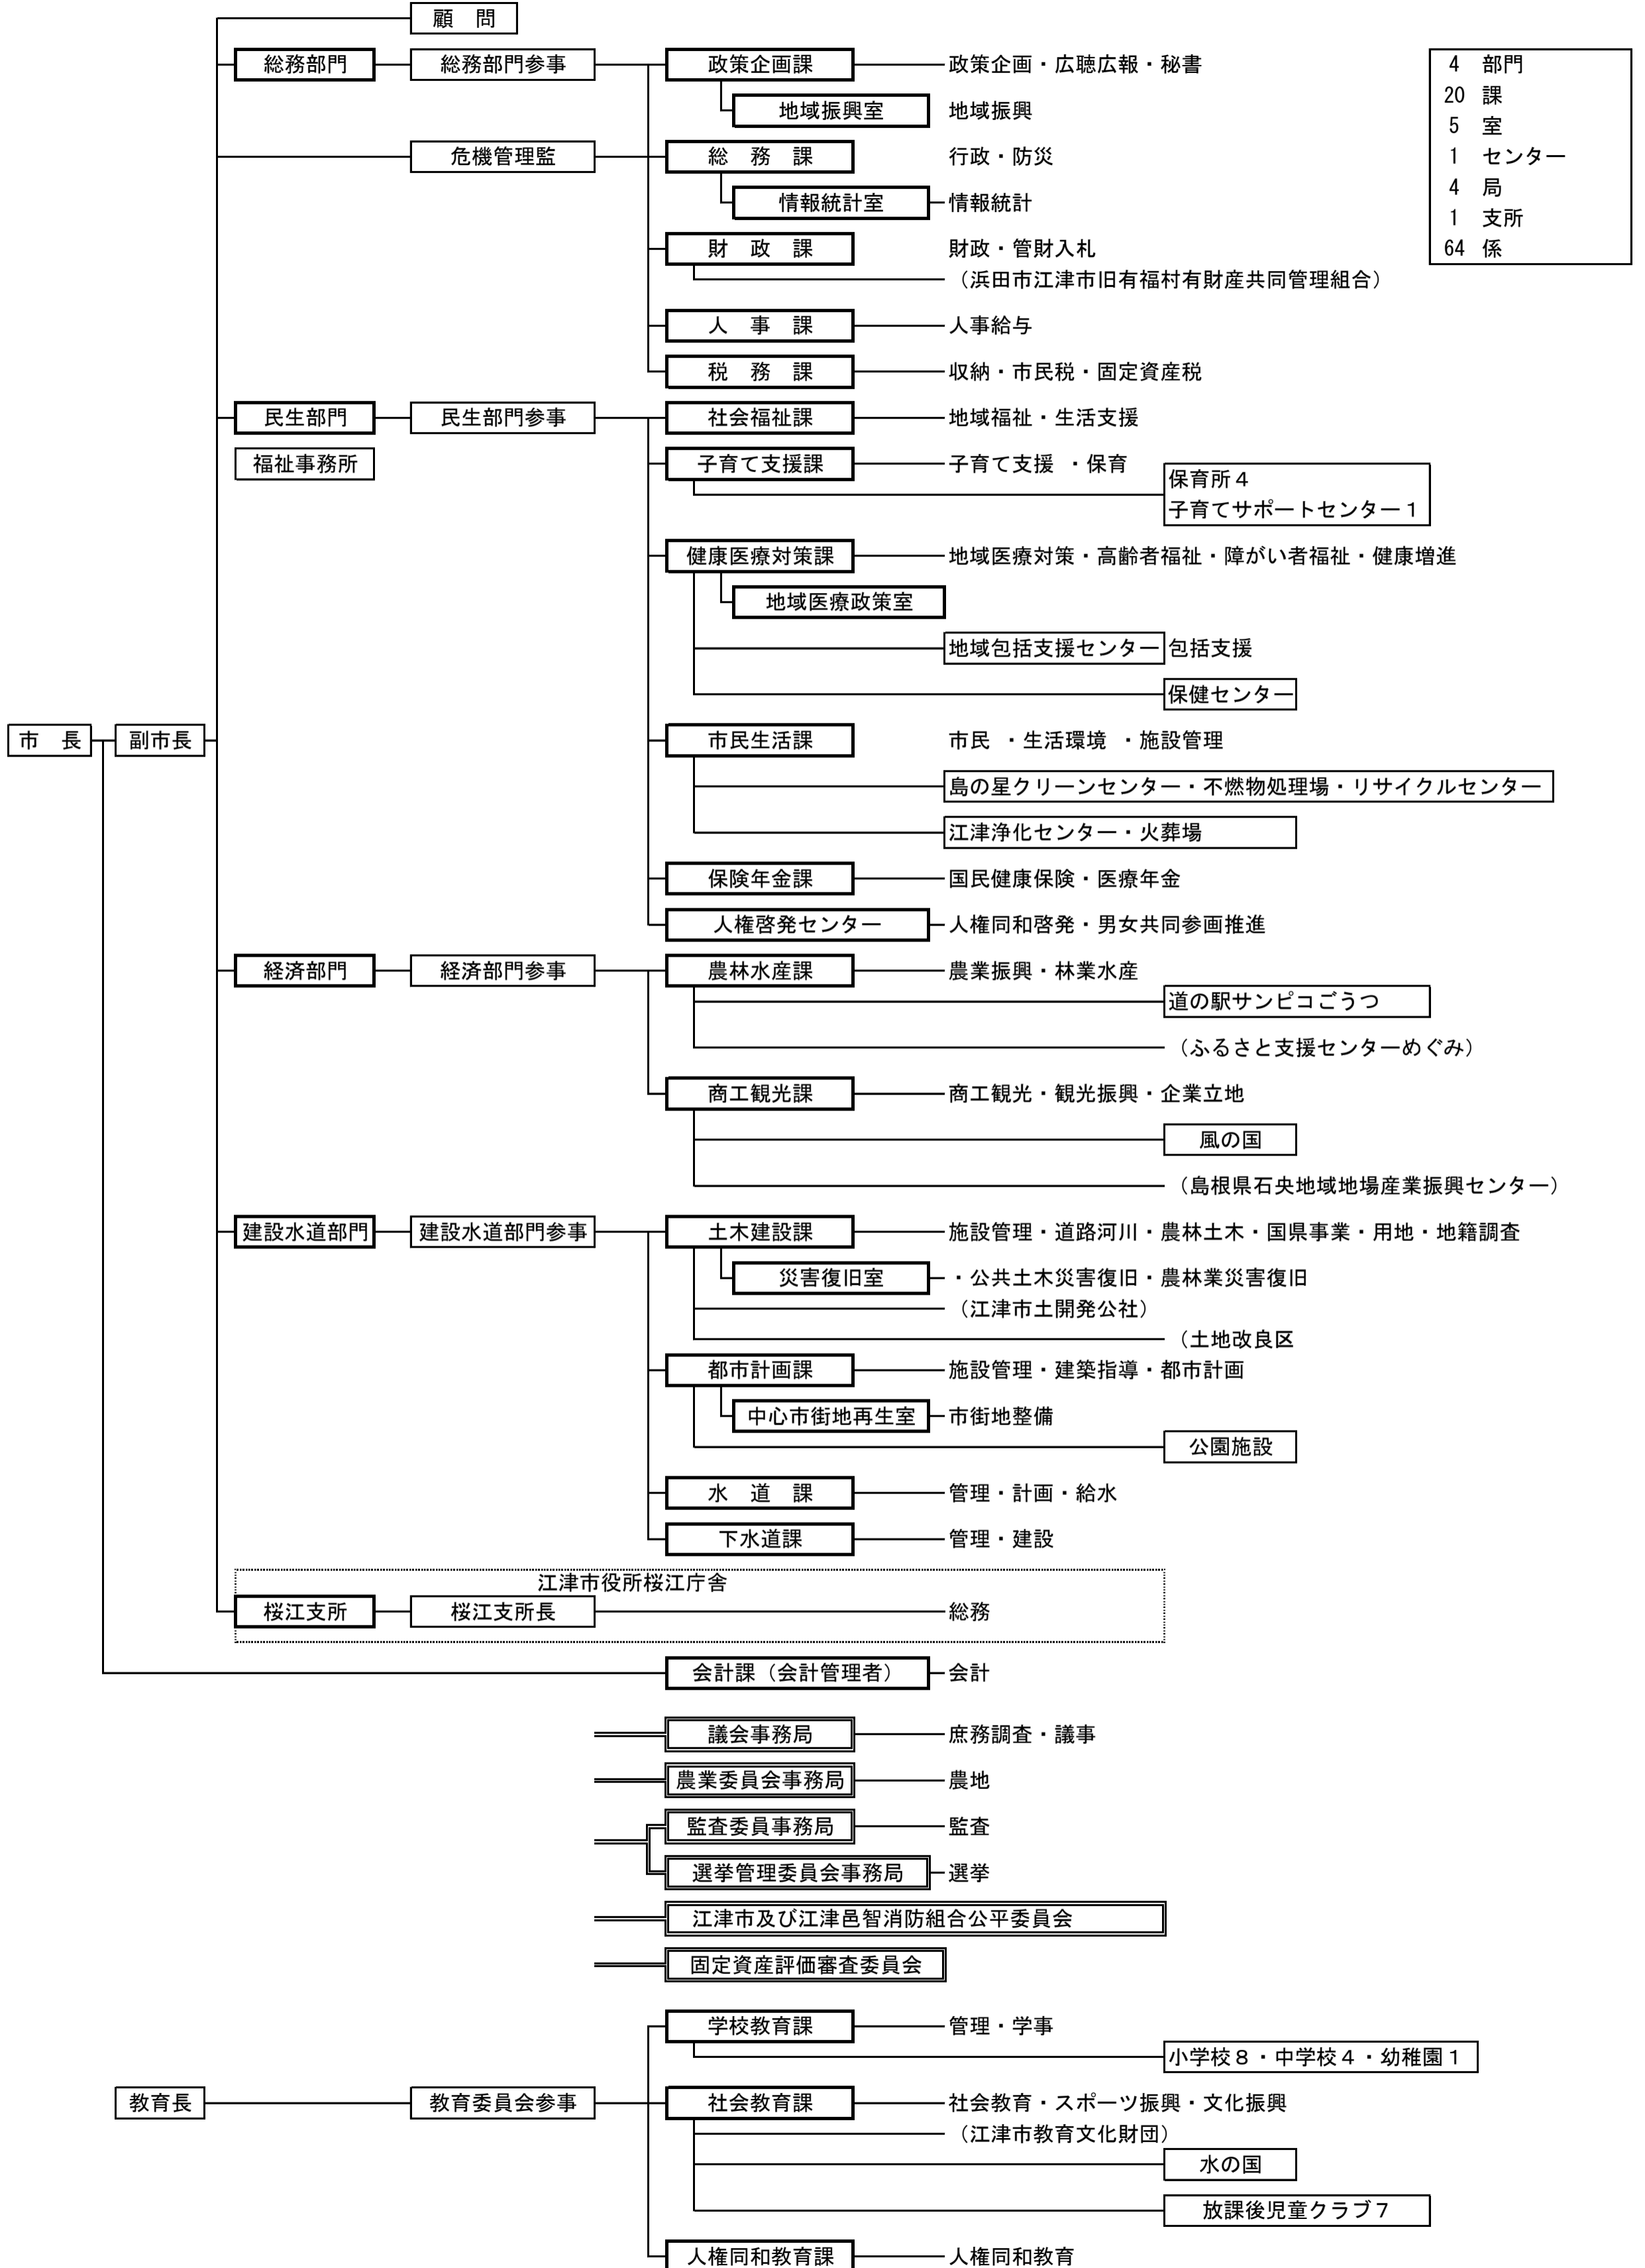 顧　問
総務部門 総務部門参事 政策企画課 政策企画・広聴広報・秘書
4 部門
地域振興室 地域振興
20 課
5 室
危機管理監 総　務　課 行政・防災
1 センター
情報統計室 情報統計
4 局
1 支所
財　政　課 財政・管財入札
64 係
（浜田市江津市旧有福村有財産共同管理組合）
人　事　課 人事給与
税　務　課 収納・市民税・固定資産税
民生部門 民生部門参事 社会福祉課 地域福祉・生活支援
福祉事務所 子育て支援課 子育て支援 ・保育
保育所４
子育てサポートセンター１
健康医療対策課 地域医療対策・高齢者福祉・障がい者福祉・健康増進
地域医療政策室
地域包括支援センター 包括支援
保健センター
市　長 副市長 市民生活課 市民 ・生活環境 ・施設管理
島の星クリーンセンター・不燃物処理場・リサイクルセンター
江津浄化センター・火葬場
保険年金課 国民健康保険・医療年金
人権啓発センター 人権同和啓発・男女共同参画推進
経済部門 経済部門参事 農林水産課 農業振興・林業水産
道の駅サンピコごうつ
（ふるさと支援センターめぐみ）
商工観光課 商工観光・観光振興・企業立地
風の国
（島根県石央地域地場産業振興センター）
建設水道部門 建設水道部門参事 土木建設課 施設管理・道路河川・農林土木・国県事業・用地・地籍調査
災害復旧室 ・公共土木災害復旧・農林業災害復旧
（江津市土開発公社）
（土地改良区
都市計画課 施設管理・建築指導・都市計画
中心市街地再生室 市街地整備
公園施設
水　道　課 管理・計画・給水
下水道課 管理・建設
江津市役所桜江庁舎
桜江支所 桜江支所長 総務
会計課（会計管理者） 会計
議会事務局 庶務調査・議事
農業委員会事務局 農地
監査委員事務局 監査
選挙管理委員会事務局 選挙
江津市及び江津邑智消防組合公平委員会
固定資産評価審査委員会
学校教育課 管理・学事
小学校８・中学校４・幼稚園１
教育長 教育委員会参事 社会教育課 社会教育・スポーツ振興・文化振興
（江津市教育文化財団）
水の国
放課後児童クラブ７
人権同和教育課 人権同和教育